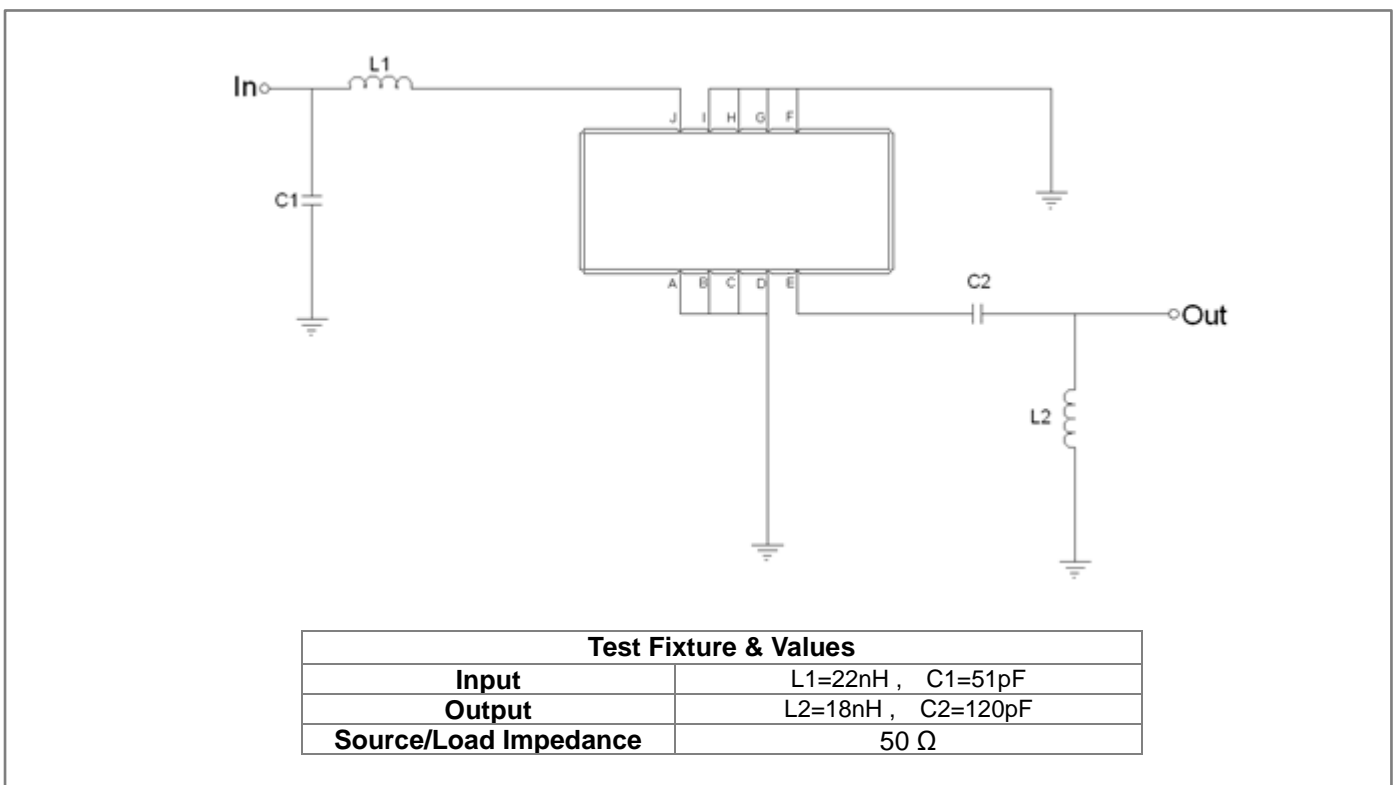 L1
In
J I H G F
C1
A B C D E
C2
Out
L2
Test Fixture & Values
Input L1=22nH , C1=51pF
Output L2=18nH , C2=120pF
Source/Load Impedance 50 Ω